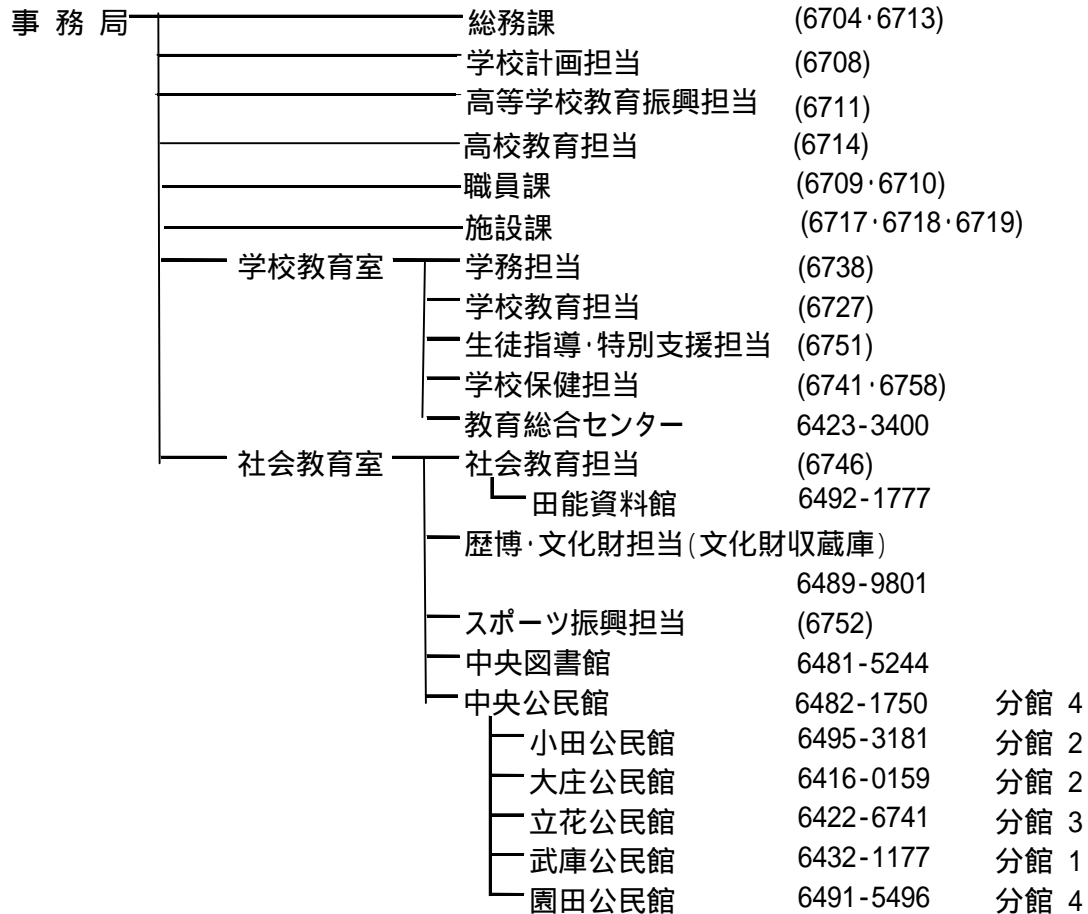 事 務 局 総務課 (6704・6713)
学校計画担当 (6708)
高等学校教育振興担当 (6711)
高校教育担当 (6714)
職員課 (6709・6710)
施設課 (6717・6718・6719)
学校教育室 学務担当 (6738)
学校教育担当 (6727)
生徒指導・特別支援担当 (6751)
学校保健担当 (6741・6758)
教育総合センター 6423-3400
社会教育室 社会教育担当 (6746)
田能資料館 6492-1777
歴博・文化財担当(文化財収蔵庫)
6489-9801
スポーツ振興担当 (6752)
中央図書館 6481-5244
中央公民館 6482-1750 分館 4
小田公民館 6495-3181 分館 2
大庄公民館 6416-0159 分館 2
立花公民館 6422-6741 分館 3
武庫公民館 6432-1177 分館 1
園田公民館 6491-5496 分館 4